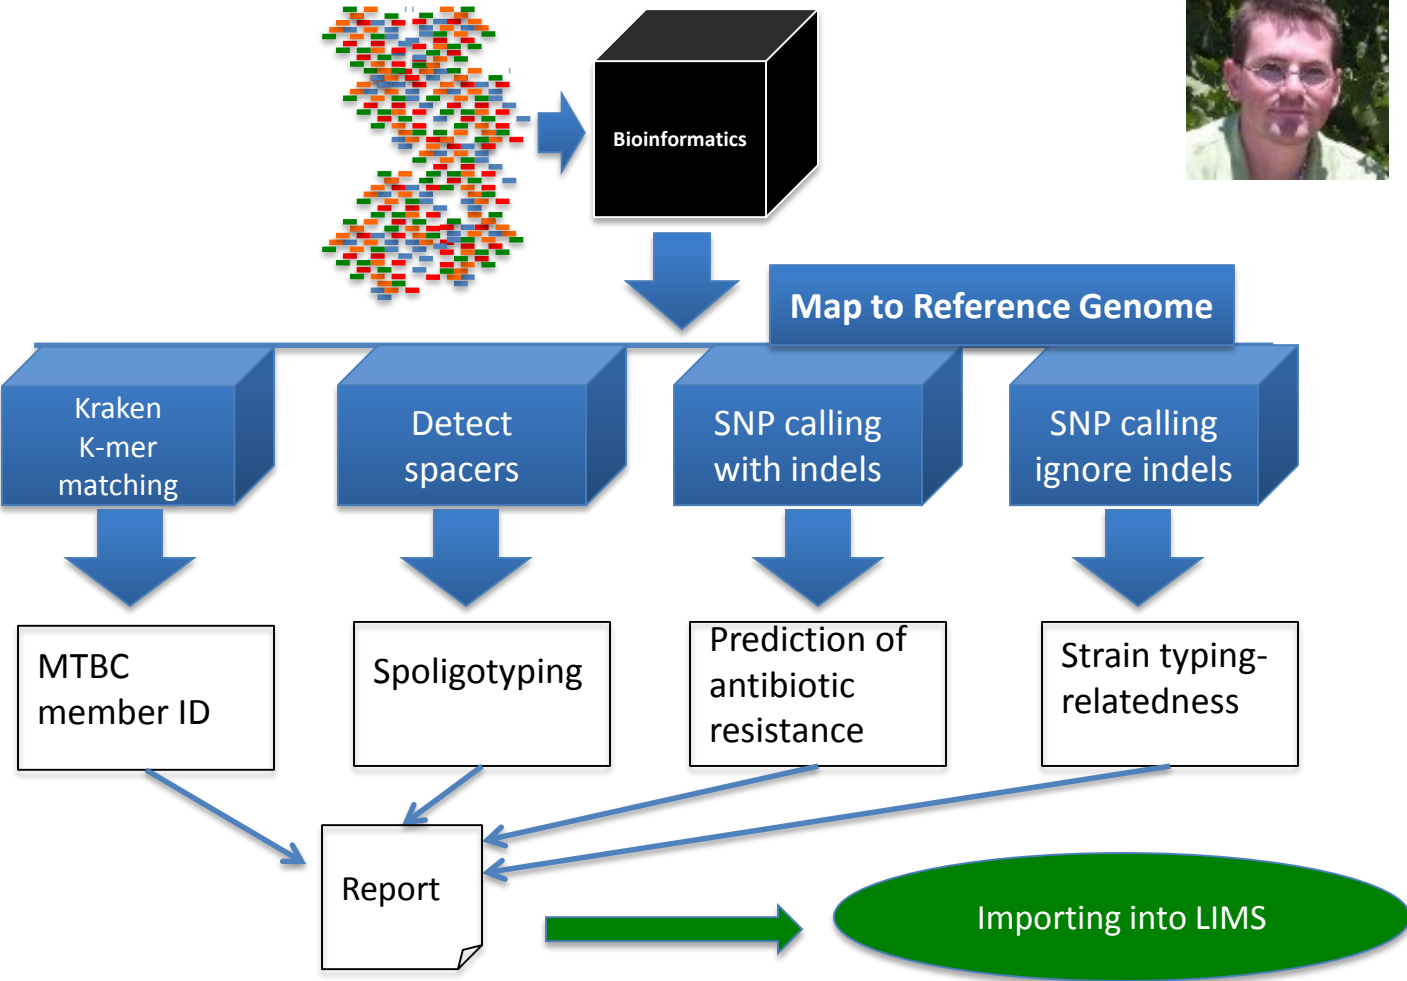 Bioinformatics
Map to Reference Genome
Kraken
K-mer
matching
Detect
spacers
SNP calling
with indels
SNP calling
ignore indels
MTBC
member ID
Spoligotyping
Prediction of
antibiotic
resistance
Strain typing-
relatedness
Report
Importing into LIMS